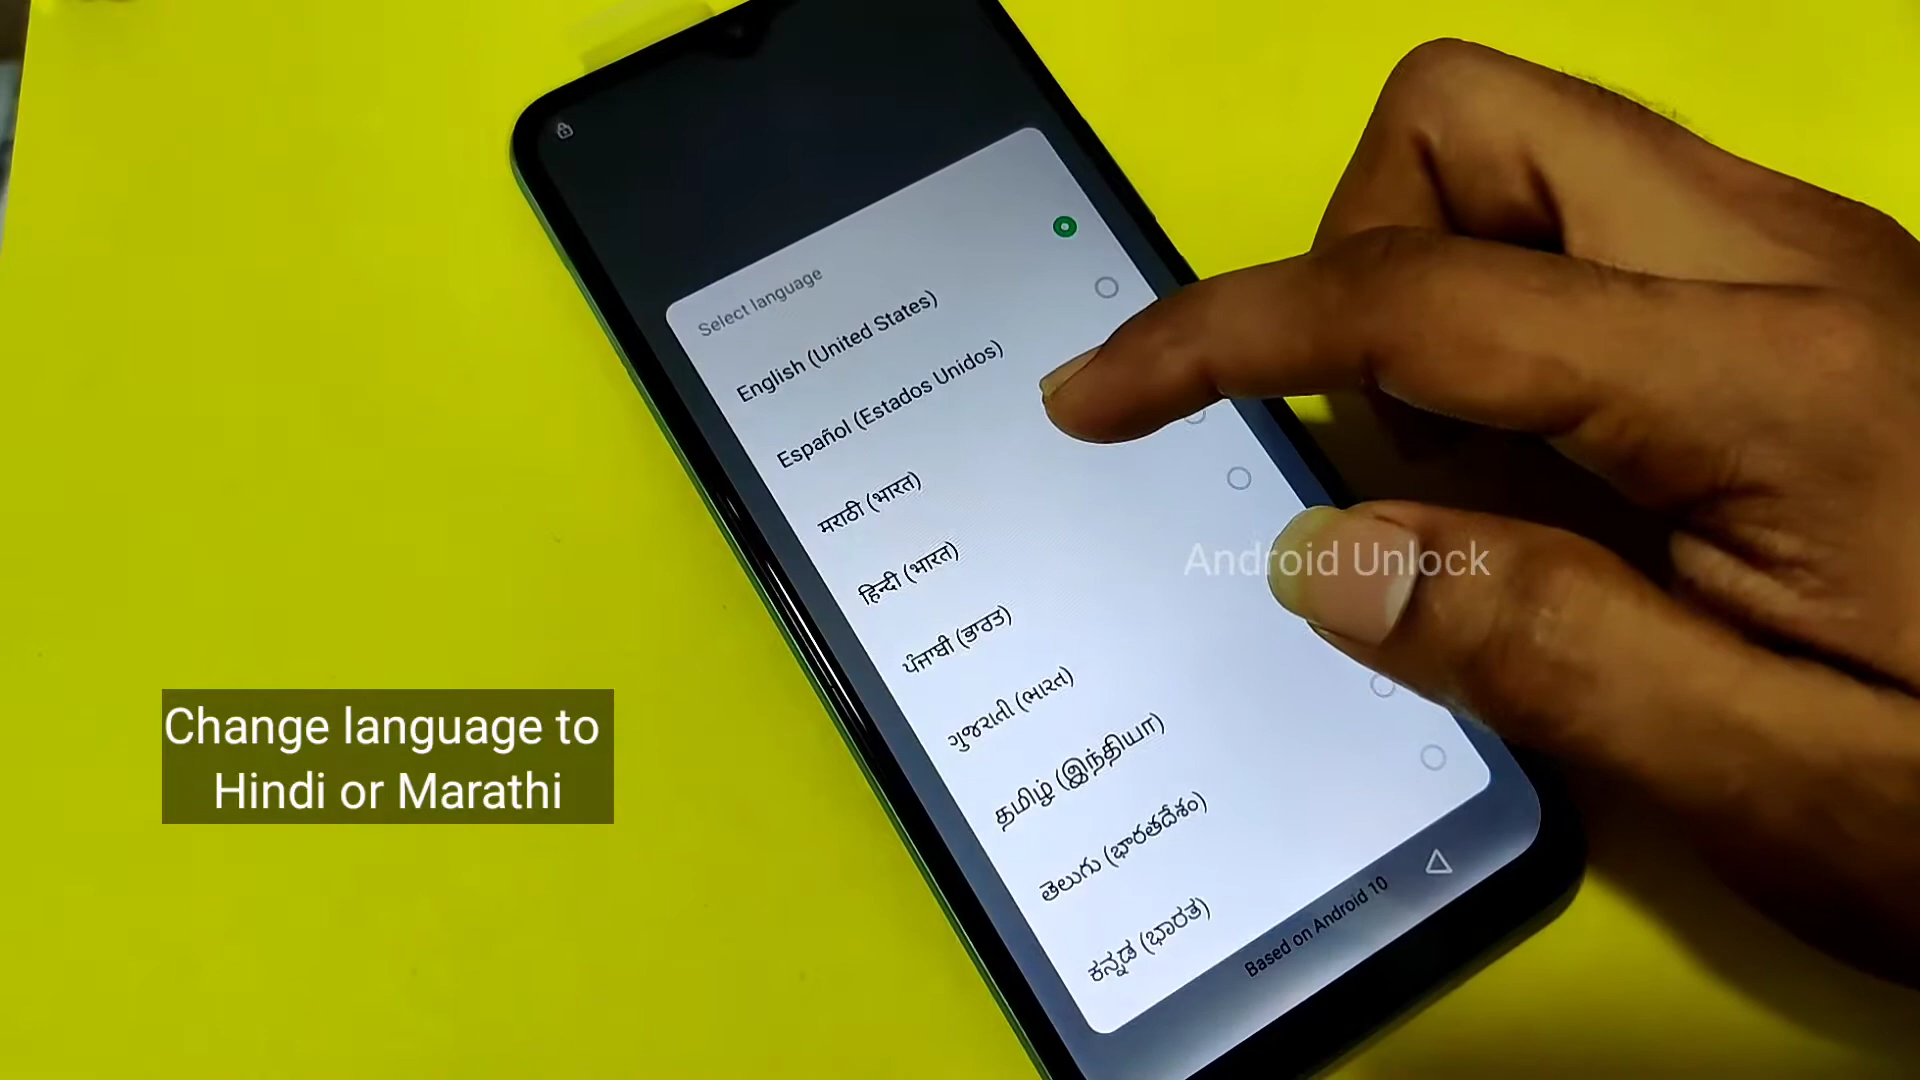 Select language
English (United States)
Español (Estados Unidos)
मराठी (भारत)
हिन्दी (भारत)
ਪੰਜਾਬੀ (ਭਾਰਤ)
ગુજરાતી (ભારત)
தமிழ் (இந்தியா)
తెలుగు (భారతదేశం)
ಕನ್ನಡ (ಭಾರತ)
Based on Android 10
Android Unlock
Change language to
Hindi or Marathi